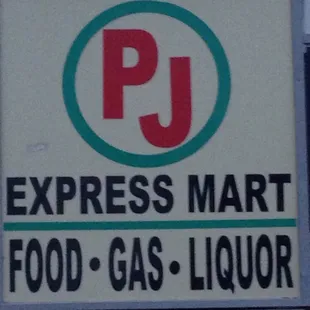 PJ
EXPRESS MART
FOOD • GAS • LIQUOR